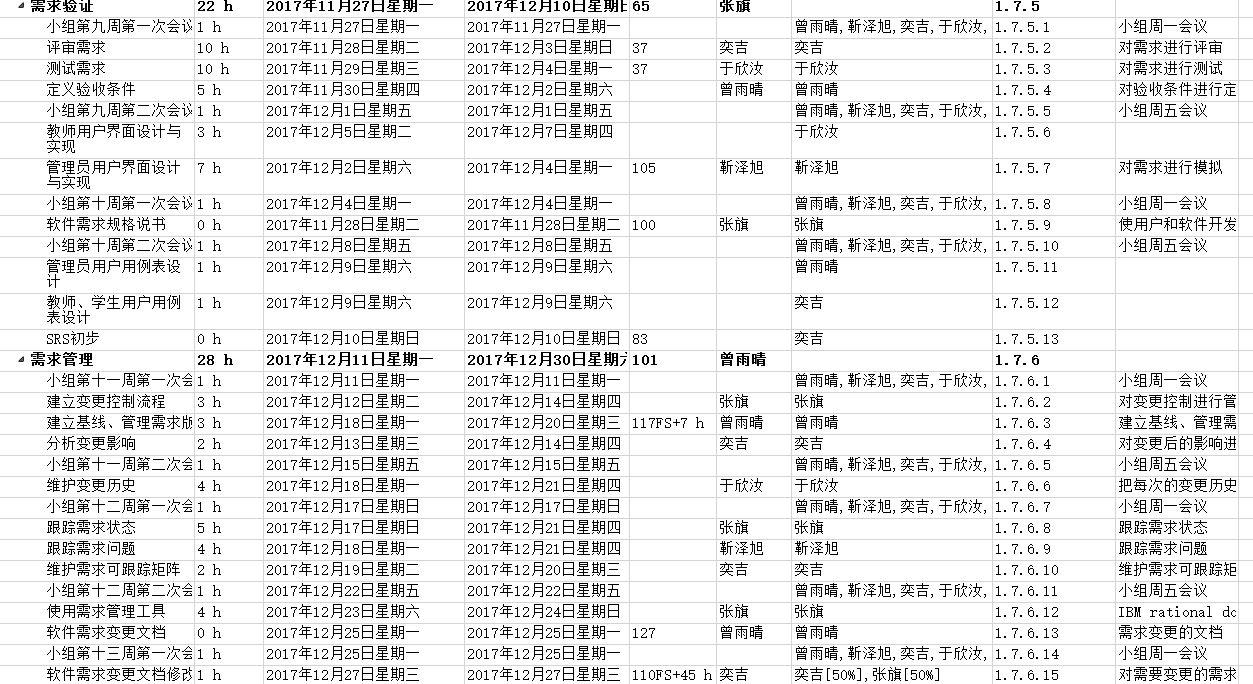 需求验证 22 h 2017年11月27日星期一 2017年12月10日星期日 65 张旗 1.7.5
小组第九周第一次会议 1 h 2017年11月27日星期一 2017年11月27日星期一 曾雨晴,靳泽旭,奕吉,于欣汝, 1.7.5.1 小组周一会议
评审需求 10 h 2017年11月28日星期二 2017年12月3日星期日 37 奕吉 奕吉 1.7.5.2 对需求进行评审
测试需求 10 h 2017年11月29日星期三 2017年12月4日星期一 37 于欣汝 于欣汝 1.7.5.3 对需求进行测试
定义验收条件 5 h 2017年11月30日星期四 2017年12月2日星期六 曾雨晴 曾雨晴 1.7.5.4 对验收条件进行定
小组第九周第二次会议 1 h 2017年12月1日星期五 2017年12月1日星期五 曾雨晴,靳泽旭,奕吉,于欣汝, 1.7.5.5 小组周五会议
教师用户界面设计与 3 h 2017年12月5日星期二 2017年12月7日星期四 于欣汝 1.7.5.6
实现
管理员用户界面设计 7 h 2017年12月2日星期六 2017年12月4日星期一 105 靳泽旭 靳泽旭 1.7.5.7 对需求进行模拟
与实现
小组第十周第一次会议 1 h 2017年12月4日星期一 2017年12月4日星期一 曾雨晴,靳泽旭,奕吉,于欣汝, 1.7.5.8 小组周一会议
软件需求规格说书 0 h 2017年11月28日星期二 2017年11月28日星期二 100 张旗 张旗 1.7.5.9 使用户和软件开发
小组第十周第二次会议 1 h 2017年12月8日星期五 2017年12月8日星期五 曾雨晴,靳泽旭,奕吉,于欣汝, 1.7.5.10 小组周五会议
管理员用户用例表设 1 h 2017年12月9日星期六 2017年12月9日星期六 曾雨晴 1.7.5.11
计
教师、学生用户用例 1 h 2017年12月9日星期六 2017年12月9日星期六 奕吉 1.7.5.12
表设计
SRS初步 0 h 2017年12月10日星期日 2017年12月10日星期日 83 奕吉 1.7.5.13
需求管理 28 h 2017年12月11日星期一 2017年12月30日星期六 101 曾雨晴 1.7.6
小组第十一周第一次会 1 h 2017年12月11日星期一 2017年12月11日星期一 曾雨晴,靳泽旭,奕吉,于欣汝, 1.7.6.1 小组周一会议
建立变更控制流程 3 h 2017年12月12日星期二 2017年12月14日星期四 张旗 张旗 1.7.6.2 对变更控制进行管
建立基线、管理需求版 3 h 2017年12月18日星期一 2017年12月20日星期三 117FS+7 h 曾雨晴 曾雨晴 1.7.6.3 建立基线、管理需
分析变更影响 2 h 2017年12月13日星期三 2017年12月14日星期四 奕吉 奕吉 1.7.6.4 对变更后的影响进
小组第十一周第二次会 1 h 2017年12月15日星期五 2017年12月15日星期五 曾雨晴,靳泽旭,奕吉,于欣汝, 1.7.6.5 小组周五会议
维护变更历史 4 h 2017年12月18日星期一 2017年12月21日星期四 于欣汝 于欣汝 1.7.6.6 把每次的变更历史
小组第十二周第一次会 1 h 2017年12月17日星期日 2017年12月17日星期日 曾雨晴,靳泽旭,奕吉,于欣汝, 1.7.6.7 小组周一会议
跟踪需求状态 5 h 2017年12月17日星期日 2017年12月21日星期四 张旗 张旗 1.7.6.8 跟踪需求状态
跟踪需求问题 4 h 2017年12月18日星期一 2017年12月21日星期四 靳泽旭 靳泽旭 1.7.6.9 跟踪需求问题
维护需求可跟踪矩阵 2 h 2017年12月19日星期二 2017年12月20日星期三 奕吉 奕吉 1.7.6.10 维护需求可跟踪矩
小组第十二周第二次会 1 h 2017年12月22日星期五 2017年12月22日星期五 曾雨晴,靳泽旭,奕吉,于欣汝, 1.7.6.11 小组周五会议
使用需求管理工具 4 h 2017年12月23日星期六 2017年12月24日星期日 张旗 张旗 1.7.6.12 IBM rational do
软件需求变更文档 0 h 2017年12月25日星期一 2017年12月25日星期一 127 曾雨晴 曾雨晴 1.7.6.13 需求变更的文档
小组第十三周第一次会 1 h 2017年12月25日星期一 2017年12月25日星期一 曾雨晴,靳泽旭,奕吉,于欣汝, 1.7.6.14 小组周一会议
软件需求变更文档修改 1 h 2017年12月27日星期三 2017年12月27日星期三 110FS+45 h 奕吉 奕吉[50%],张旗[50%] 1.7.6.15 对需要变更的需求